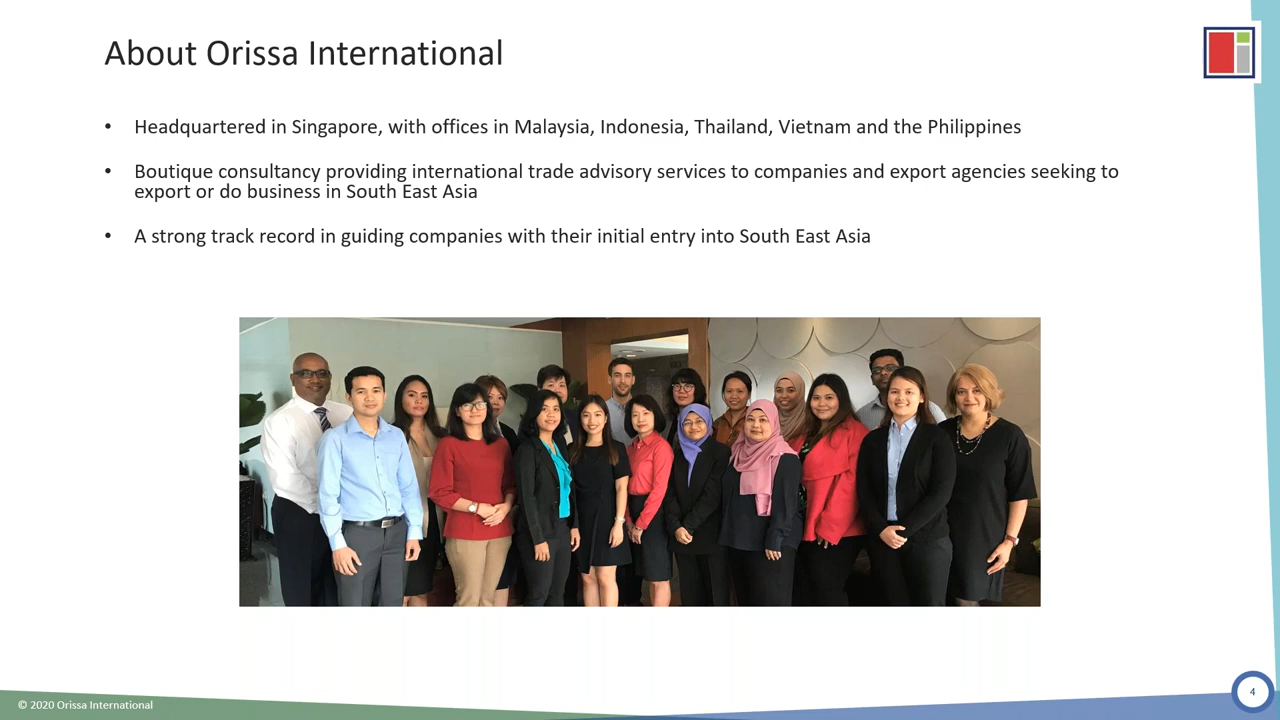 About Orissa International
• Headquartered in Singapore, with offices in Malaysia, Indonesia, Thailand, Vietnam and the Philippines
• Boutique consultancy providing international trade advisory services to companies and export agencies seeking to
export or do business in South East Asia
• A strong track record in guiding companies with their initial entry into South East Asia
© 2020 Orissa International
4